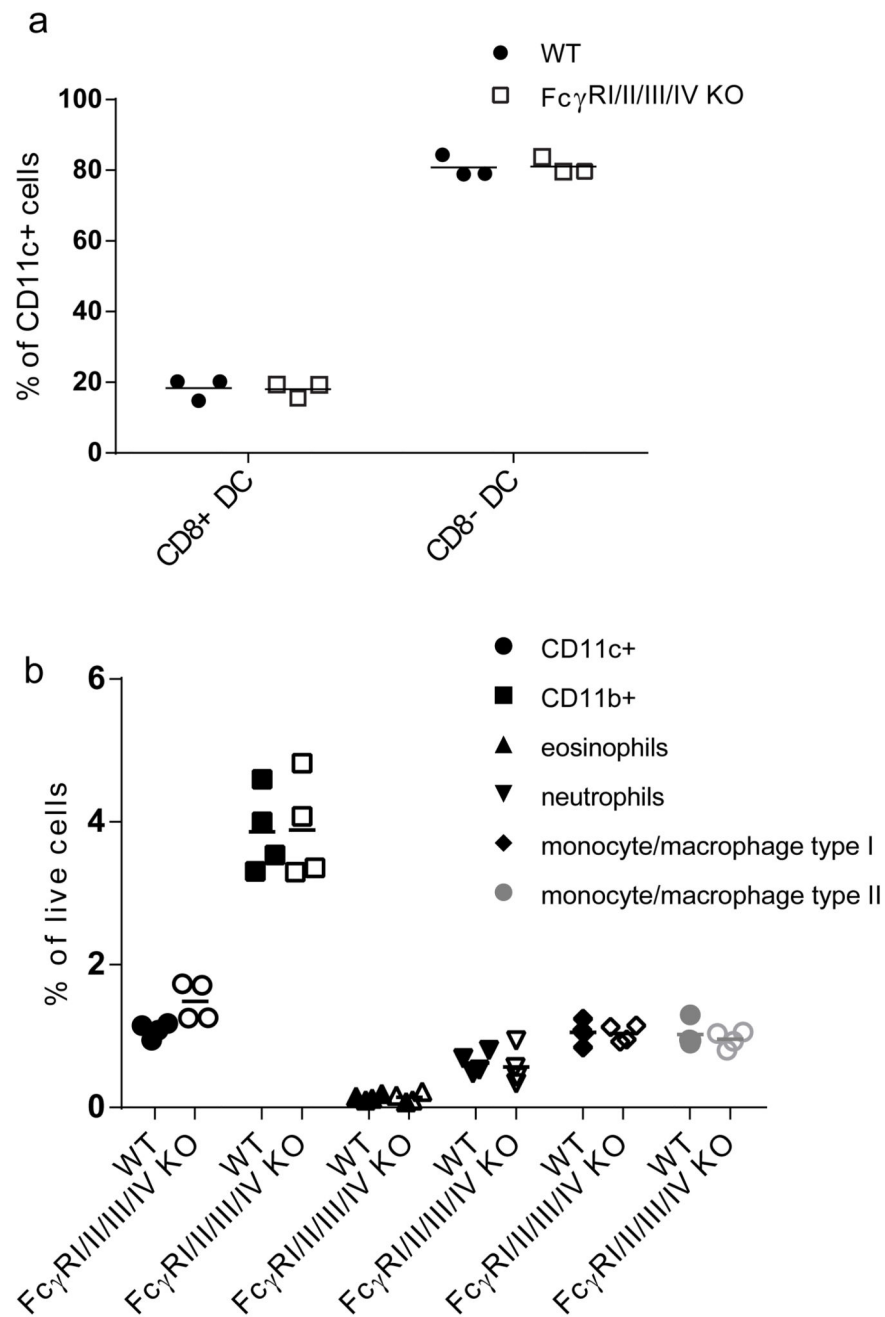 a
WT
FcγRI/II/III/IV KO
100
80
60
40
20
0
% of CD11c+ cells
CD8+ DC
CD8- DC
b
CD11c+
CD11b+
eosinophils
neutrophils
monocyte/macrophage type I
monocyte/macrophage type II
6
4
2
0
% of live cells
WT
FcγRI/II/III/IV KO
WT
FcγRI/II/III/IV KO
WT
FcγRI/II/III/IV KO
WT
FcγRI/II/III/IV KO
WT
FcγRI/II/III/IV KO
WT
FcγRI/II/III/IV KO